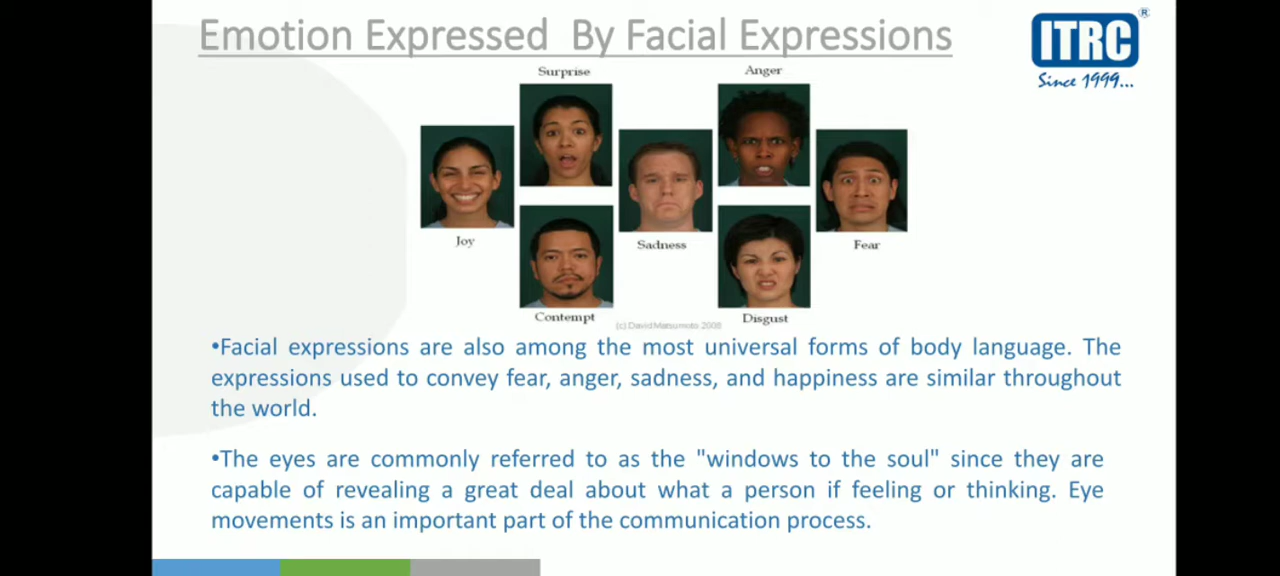 Emotion Expressed By Facial Expressions
ITRC®
Since 1999...
Surprise
Anger
Joy
Sadness
Fear
Contempt
Disgust
(c) David Matsumoto 2008
•Facial expressions are also among the most universal forms of body language. The
expressions used to convey fear, anger, sadness, and happiness are similar throughout
the world.
•The eyes are commonly referred to as the "windows to the soul" since they are
capable of revealing a great deal about what a person if feeling or thinking. Eye
movements is an important part of the communication process.